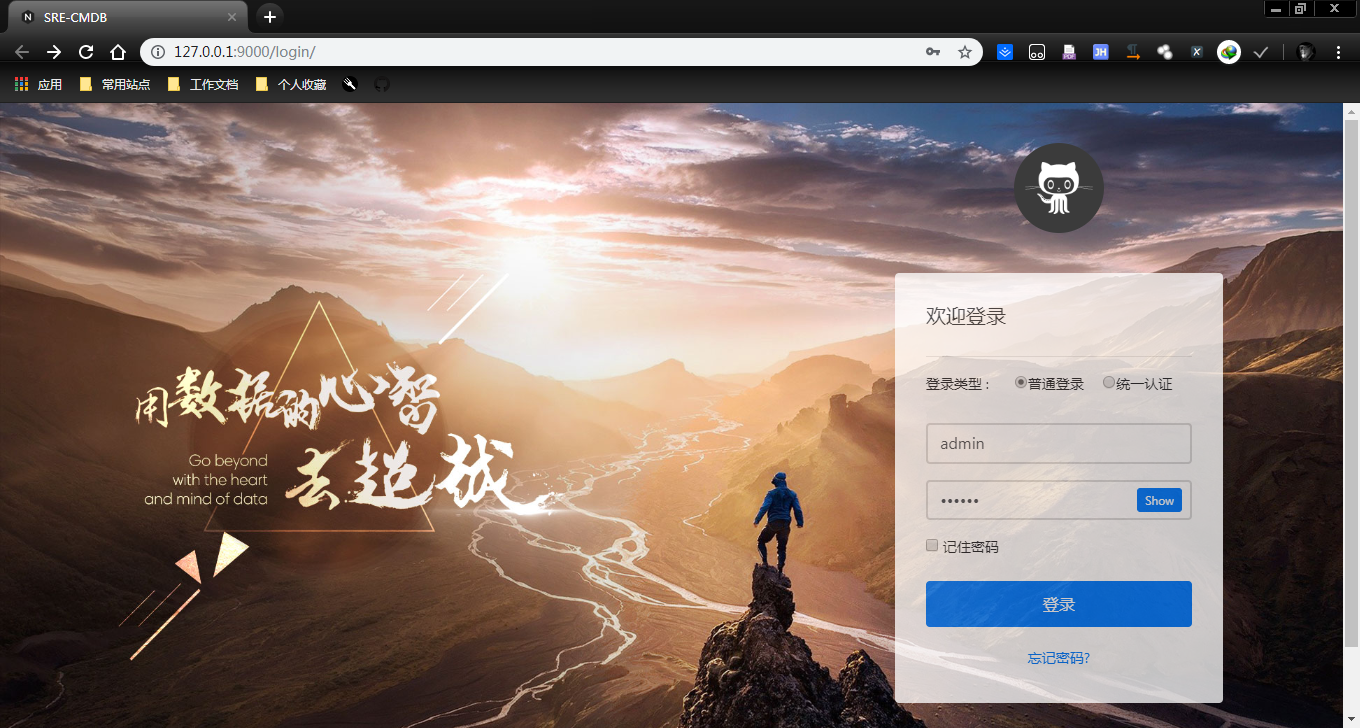 SRE-CMDB
127.0.0.1:9000/login/
应用
常用站点
工作文档
个人收藏
PDF
JH
用数据的心智
去超越
Go beyond
with the heart
and mind of data
欢迎登录
登录类型：
普通登录
统一认证
admin
••••••
Show
记住密码
登录
忘记密码?